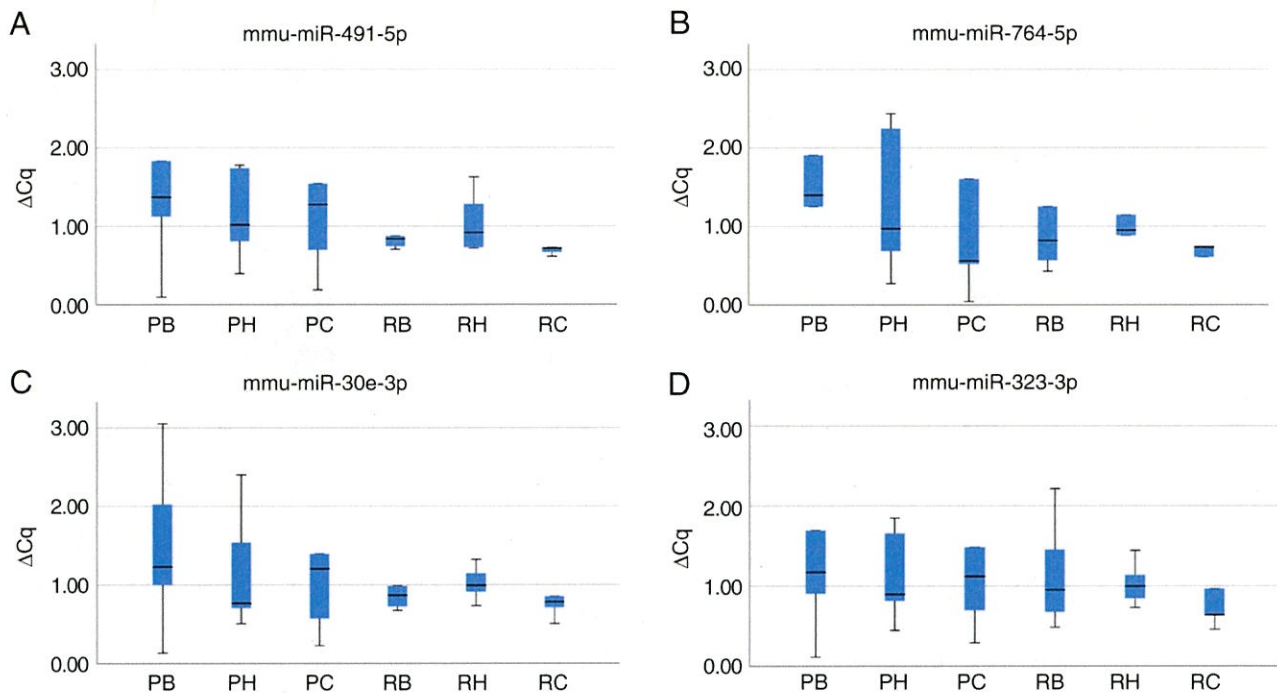 A
mmu-miR-491-5p
3.00
2.00
1.00
0.00
ΔCq
PB PH PC RB RH RC
B
mmu-miR-764-5p
3.00
2.00
1.00
0.00
ΔCq
PB PH PC RB RH RC
C
mmu-miR-30e-3p
3.00
2.00
1.00
0.00
ΔCq
PB PH PC RB RH RC
D
mmu-miR-323-3p
3.00
2.00
1.00
0.00
ΔCq
PB PH PC RB RH RC